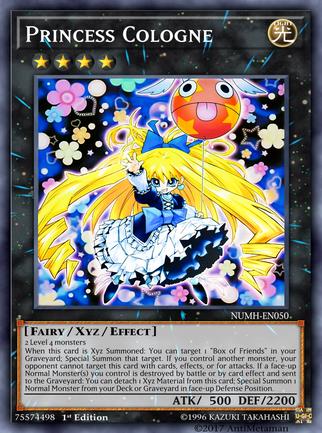 PRINCESS COLOGNE
LIGHT
光
NUMH-EN050
[FAIRY / XYZ / EFFECT]
2 Level 4 monsters
When this card is Xyz Summoned: You can target 1 "Box of Friends" in your
Graveyard; Special Summon that target. If you control another monster, your
opponent cannot target this card with cards, effects, or for attacks. If a face-up
Normal Monster(s) you control is destroyed by battle or by card effect and sent
to the Graveyard: You can detach 1 Xyz Material from this card; Special Summon 1
Normal Monster from your Deck or Graveyard in face-up Defense Position.
ATK/ 500 DEF/2200
75574498 1st Edition ©1996 KAZUKI TAKAHASHI
©2017 AntiMetaman